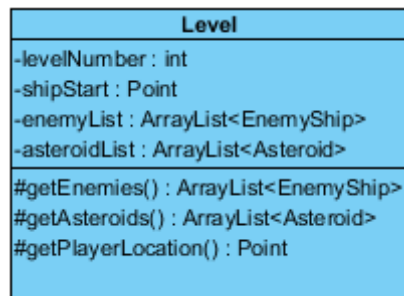 Level
-levelNumber : int
-shipStart : Point
-enemyList : ArrayList<EnemyShip>
-asteroidList : ArrayList<Asteroid>
#getEnemies() : ArrayList<EnemyShip>
#getAsteroids() : ArrayList<Asteroid>
#getPlayerLocation() : Point